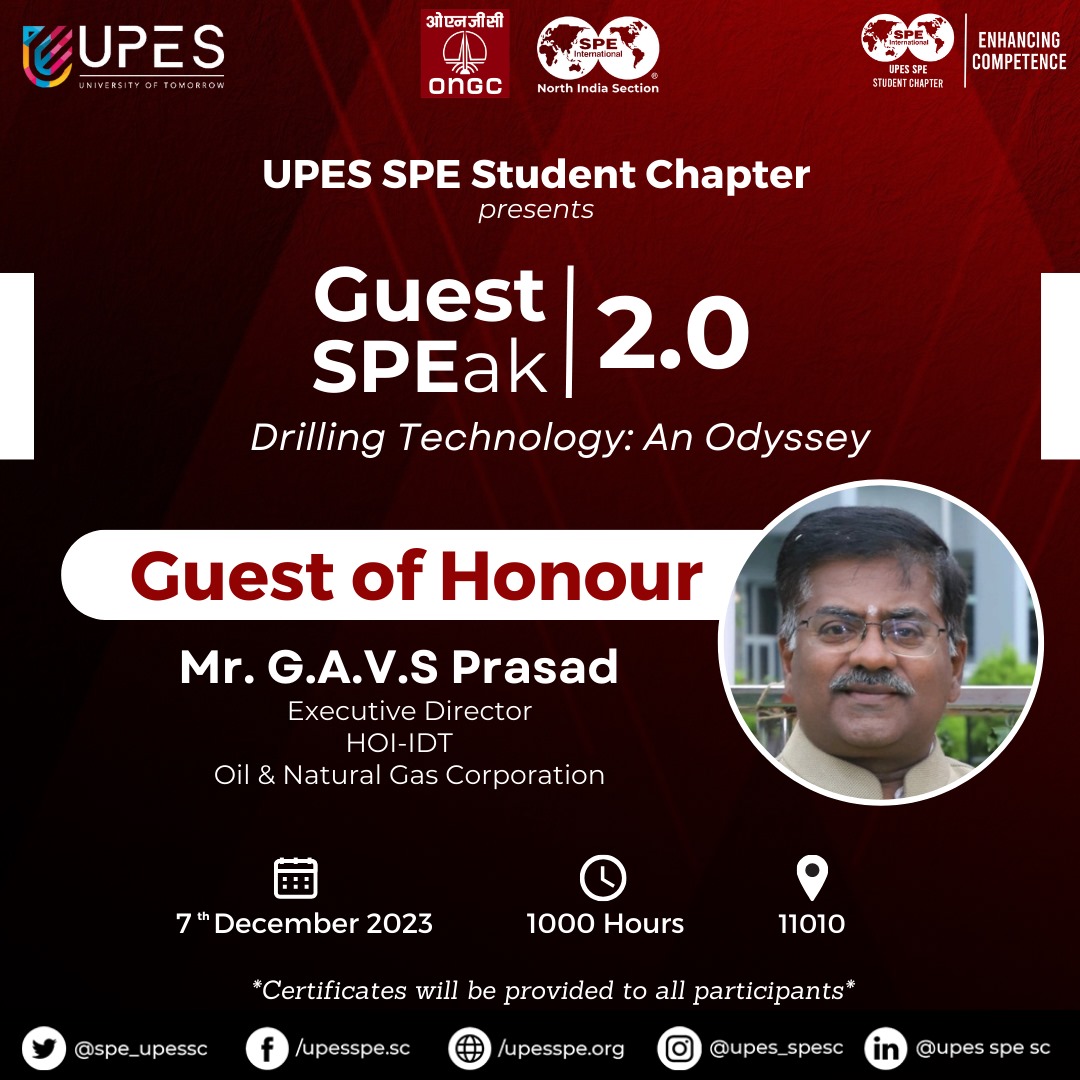 UPES
UNIVERSITY OF TOMORROW
ओएनजीसी
ONGC
SPE
International
®
North India Section
SPE
International
UPES SPE
STUDENT CHAPTER
ENHANCING
COMPETENCE
UPES SPE Student Chapter
presents
Guest
SPEak
2.0
Drilling Technology: An Odyssey
Guest of Honour
Mr. G.A.V.S Prasad
Executive Director
HOI-IDT
Oil & Natural Gas Corporation
7th December 2023
1000 Hours
11010
*Certificates will be provided to all participants*
@spe_upessc
/upesspe.sc
/upesspe.org
@upes_spesc
@upes spe sc